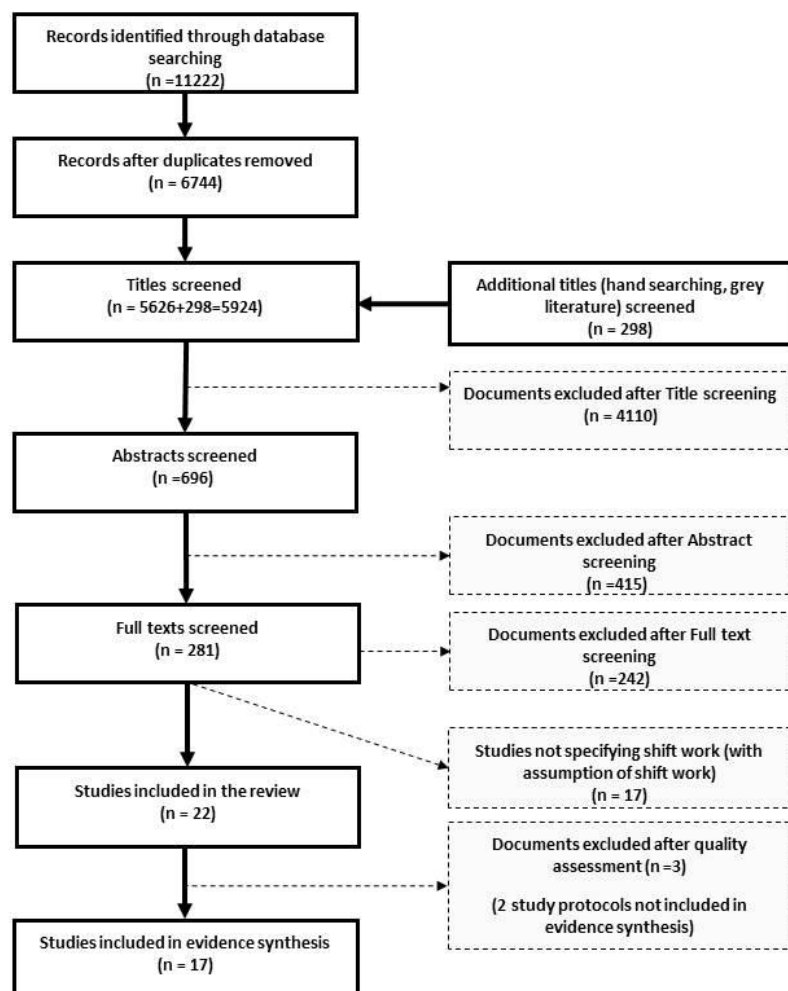 Records identified through database
searching
(n =11222)
Records after duplicates removed
(n = 6744)
Titles screened
(n = 5626+298=5924)
Additional titles (hand searching, grey
literature) screened
(n = 298)
Documents excluded after Title screening
(n = 4110)
Abstracts screened
(n =696)
Documents excluded after Abstract
screening
(n =415)
Full texts screened
(n = 281)
Documents excluded after Full text
screening
(n =242)
Studies not specifying shift work (with
assumption of shift work)
(n = 17)
Studies included in the review
(n = 22)
Documents excluded after quality
assessment (n =3)
(2 study protocols not included in
evidence synthesis)
Studies included in evidence synthesis
(n = 17)